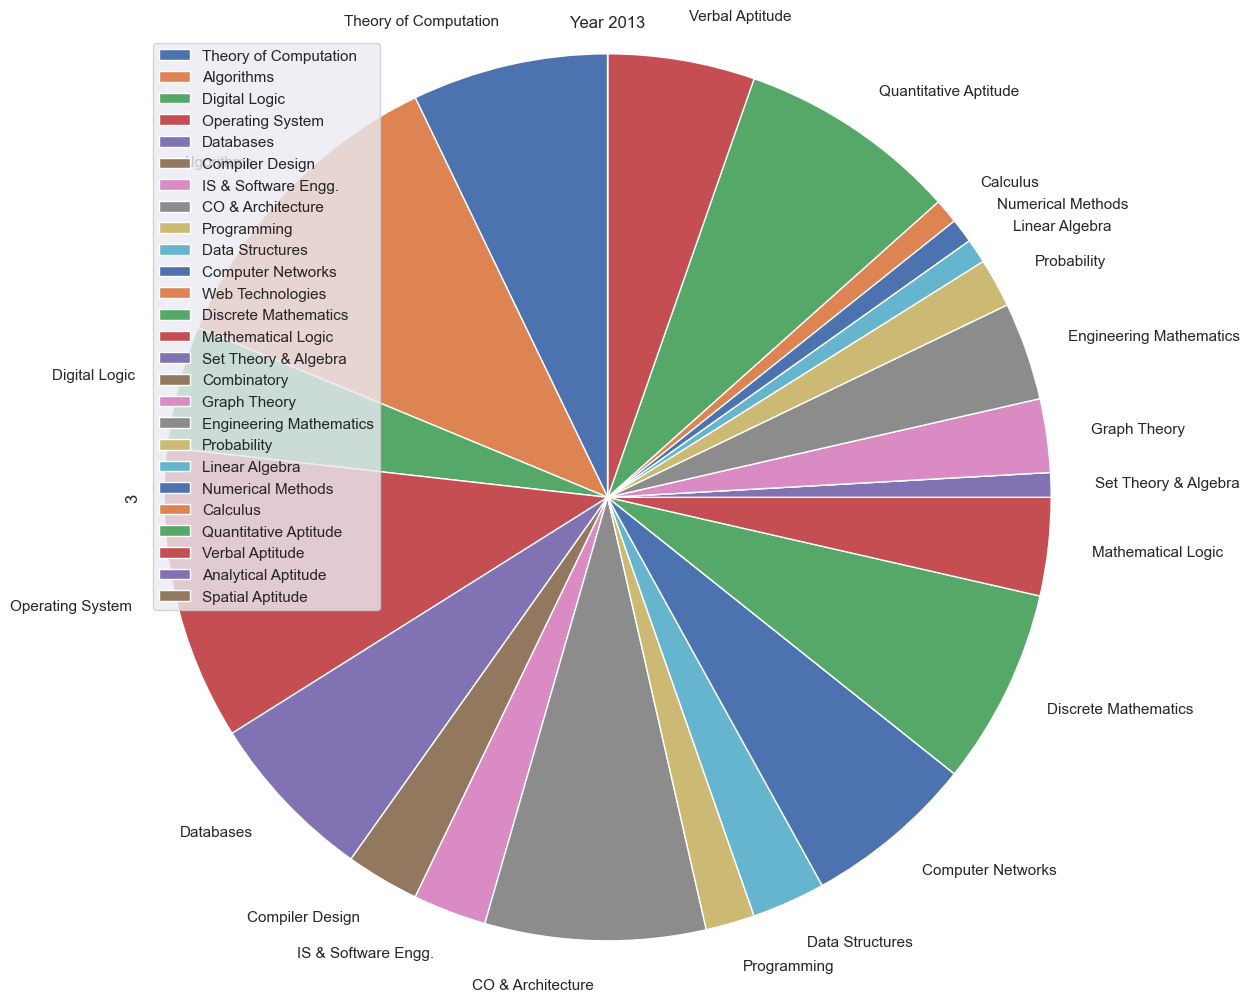 Year 2013
Theory of Computation
Verbal Aptitude
Quantitative Aptitude
Calculus
Numerical Methods
Linear Algebra
Probability
Engineering Mathematics
Graph Theory
Set Theory & Algebra
Mathematical Logic
Discrete Mathematics
Computer Networks
Data Structures
Programming
CO & Architecture
IS & Software Engg.
Compiler Design
Databases
Operating System
3
Digital Logic
Algorithms
Theory of Computation
Algorithms
Digital Logic
Operating System
Databases
Compiler Design
IS & Software Engg.
CO & Architecture
Programming
Data Structures
Computer Networks
Web Technologies
Discrete Mathematics
Mathematical Logic
Set Theory & Algebra
Combinatory
Graph Theory
Engineering Mathematics
Probability
Linear Algebra
Numerical Methods
Calculus
Quantitative Aptitude
Verbal Aptitude
Analytical Aptitude
Spatial Aptitude